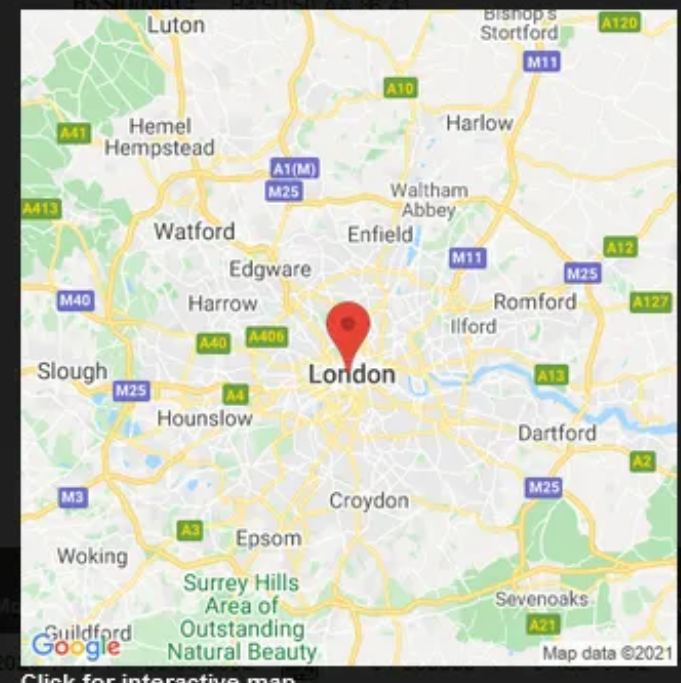 Luton
Bishop's
Stortford
A120
M11
A10
A41
Hemel
Hempstead
Harlow
A1(M)
M25
Waltham
Abbey
A413
Watford
Enfield
A12
M11
Edgware
M25
M40
Harrow
Romford
A127
Ilford
A40
A406
London
Slough
M25
A4
A13
Hounslow
Dartford
A2
M25
M3
Croydon
A3
Epsom
Woking
Surrey Hills
Area of
Outstanding
Natural Beauty
Sevenoaks
A21
Guildford
Google
Map data ©2021
Click for interactive map